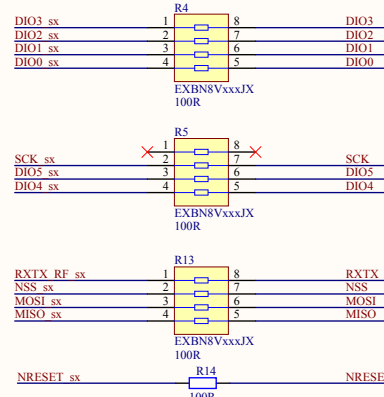 R4
DIO3_sx 1 8 DIO3
DIO2_sx 2 7 DIO2
DIO1_sx 3 6 DIO1
DIO0_sx 4 5 DIO0
EXBN8VxxxJX
100R
R5
1 8
SCK_sx 2 7 SCK
DIO5_sx 3 6 DIO5
DIO4_sx 4 5 DIO4
EXBN8VxxxJX
100R
R13
RXTX_RF_sx 1 8 RXTX
NSS_sx 2 7 NSS
MOSI_sx 3 6 MOSI
MISO_sx 4 5 MISO
EXBN8VxxxJX
100R
R14
NRESET_sx NRESE
100R